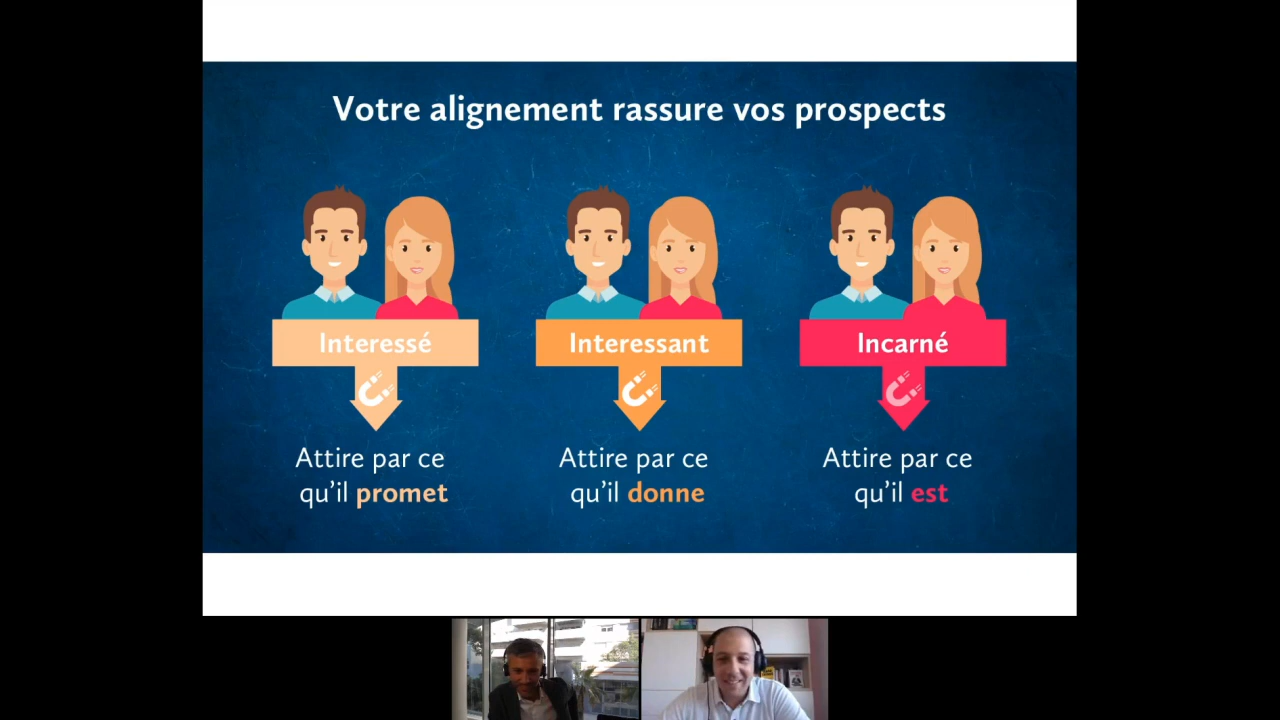 Votre alignement rassure vos prospects
Interessé
Interessant
Incarné
Attire par ce
qu'il promet
Attire par ce
qu'il donne
Attire par ce
qu'il est